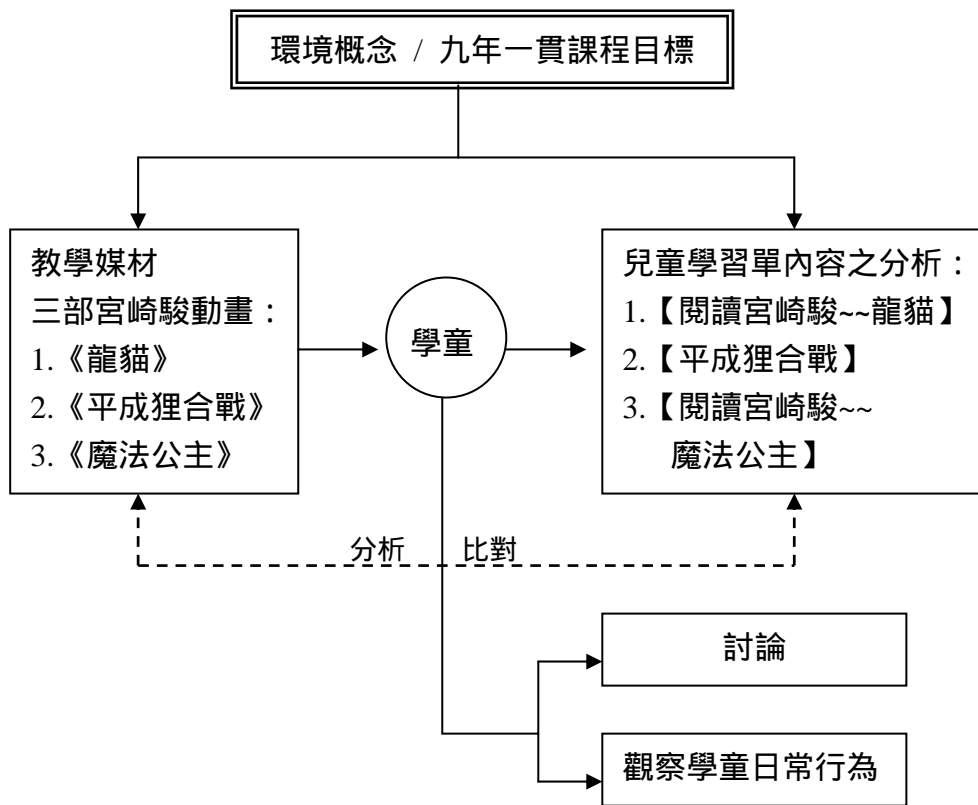 環境概念 / 九年一貫課程目標
教學媒材
三部宮崎駿動畫：
1.《龍貓》
2.《平成狸合戰》
3.《魔法公主》
學童
兒童學習單內容之分析：
1.【閱讀宮崎駿~~龍貓】
2.【平成狸合戰】
3.【閱讀宮崎駿~~
魔法公主】
分析 比對
討論
觀察學童日常行為